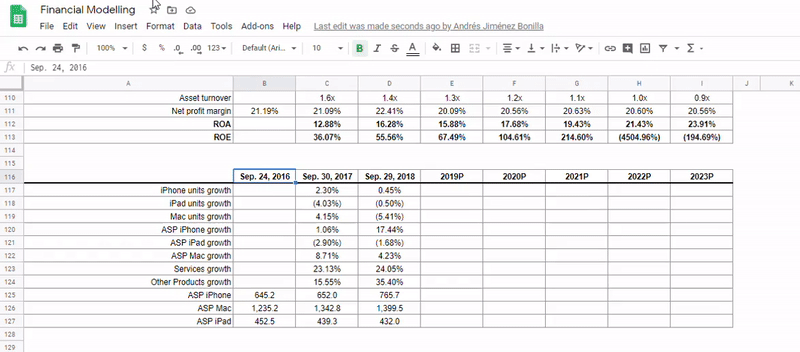 Financial Modelling
File Edit View Insert Format Data Tools Add-ons Help Last edit was made seconds ago by Andrés Jiménez Bonilla
100% $ % .0 .00 123 Default (Ari... 10 B I S A
fx Sep. 24, 2016
A B C D E F G H I J K
110 Asset turnover 1.6x 1.4x 1.3x 1.2x 1.1x 1.0x 0.9x
111 Net profit margin 21.19% 21.09% 22.41% 20.09% 20.56% 20.63% 20.60% 20.56%
112 ROA 12.88% 16.28% 15.88% 17.68% 19.43% 21.43% 23.91%
113 ROE 36.07% 55.56% 67.49% 104.61% 214.60% (4504.96%) (194.69%)
114
115
116 Sep. 24, 2016 Sep. 30, 2017 Sep. 29, 2018 2019P 2020P 2021P 2022P 2023P
117 iPhone units growth 2.30% 0.45%
118 iPad units growth (4.03%) (0.50%)
119 Mac units growth 4.15% (5.41%)
120 ASP iPhone growth 1.06% 17.44%
121 ASP iPad growth (2.90%) (1.68%)
122 ASP Mac growth 8.71% 4.23%
123 Services growth 23.13% 24.05%
124 Other Products growth 15.55% 35.40%
125 ASP iPhone 645.2 652.0 765.7
126 ASP Mac 1,235.2 1,342.8 1,399.5
127 ASP iPad 452.5 439.3 432.0
128
129